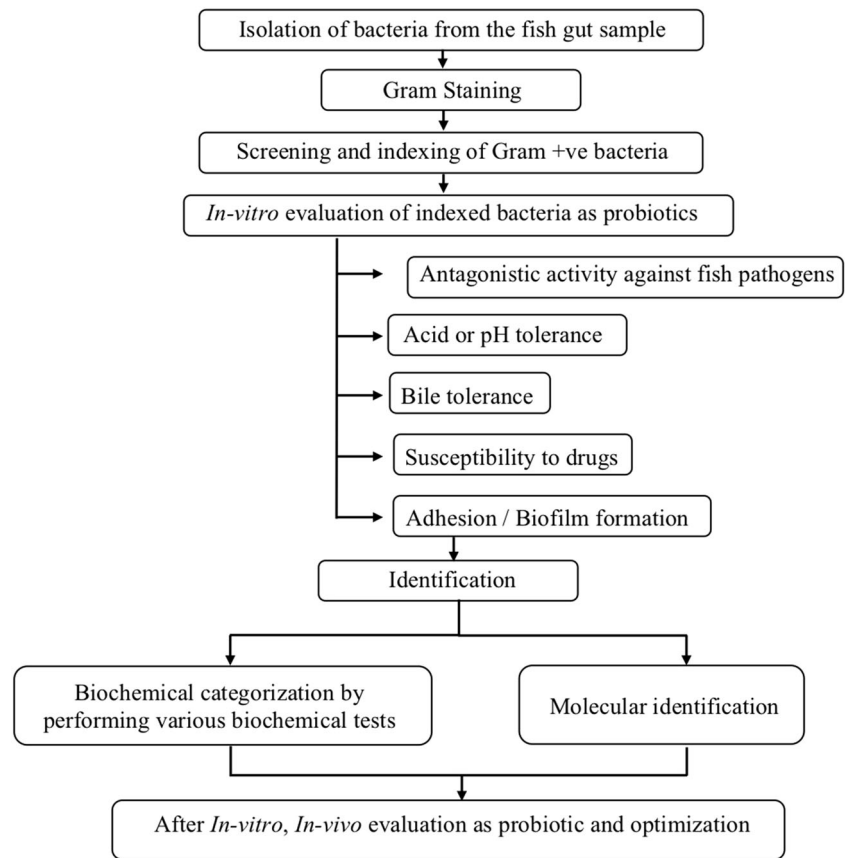 Isolation of bacteria from the fish gut sample
Gram Staining
Screening and indexing of Gram +ve bacteria
In-vitro evaluation of indexed bacteria as probiotics
Antagonistic activity against fish pathogens
Acid or pH tolerance
Bile tolerance
Susceptibility to drugs
Adhesion / Biofilm formation
Identification
Biochemical categorization by
performing various biochemical tests
Molecular identification
After In-vitro, In-vivo evaluation as probiotic and optimization